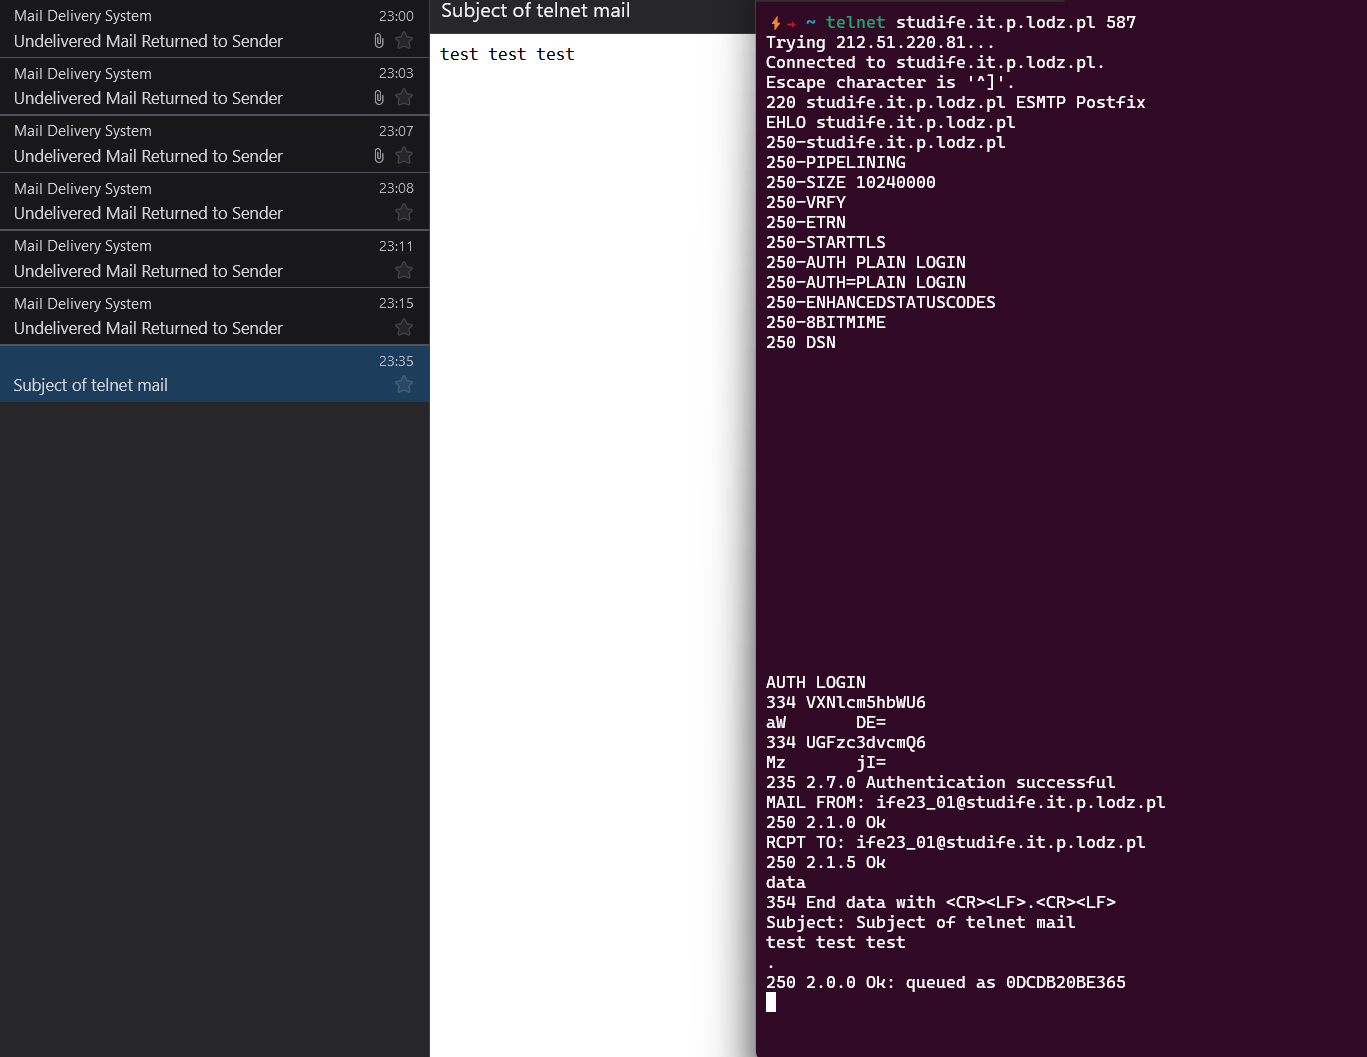 Mail Delivery System 23:00
Undelivered Mail Returned to Sender
Mail Delivery System 23:03
Undelivered Mail Returned to Sender
Mail Delivery System 23:07
Undelivered Mail Returned to Sender
Mail Delivery System 23:08
Undelivered Mail Returned to Sender
Mail Delivery System 23:11
Undelivered Mail Returned to Sender
Mail Delivery System 23:15
Undelivered Mail Returned to Sender
23:35
Subject of telnet mail
Subject of telnet mail
test test test
~ telnet studife.it.p.lodz.pl 587
Trying 212.51.220.81...
Connected to studife.it.p.lodz.pl.
Escape character is '^]'.
220 studife.it.p.lodz.pl ESMTP Postfix
EHLO studife.it.p.lodz.pl
250-studife.it.p.lodz.pl
250-PIPELINING
250-SIZE 10240000
250-VRFY
250-ETRN
250-STARTTLS
250-AUTH PLAIN LOGIN
250-AUTH=PLAIN LOGIN
250-ENHANCEDSTATUSCODES
250-8BITMIME
250 DSN
AUTH LOGIN
334 VXNlcm5hbWU6
aW DE=
334 UGFzc3dvcmQ6
Mz jI=
235 2.7.0 Authentication successful
MAIL FROM: ife23_01@studife.it.p.lodz.pl
250 2.1.0 Ok
RCPT TO: ife23_01@studife.it.p.lodz.pl
250 2.1.5 Ok
data
354 End data with <CR><LF>.<CR><LF>
Subject: Subject of telnet mail
test test test
.
250 2.0.0 Ok: queued as 0DCDB20BE365